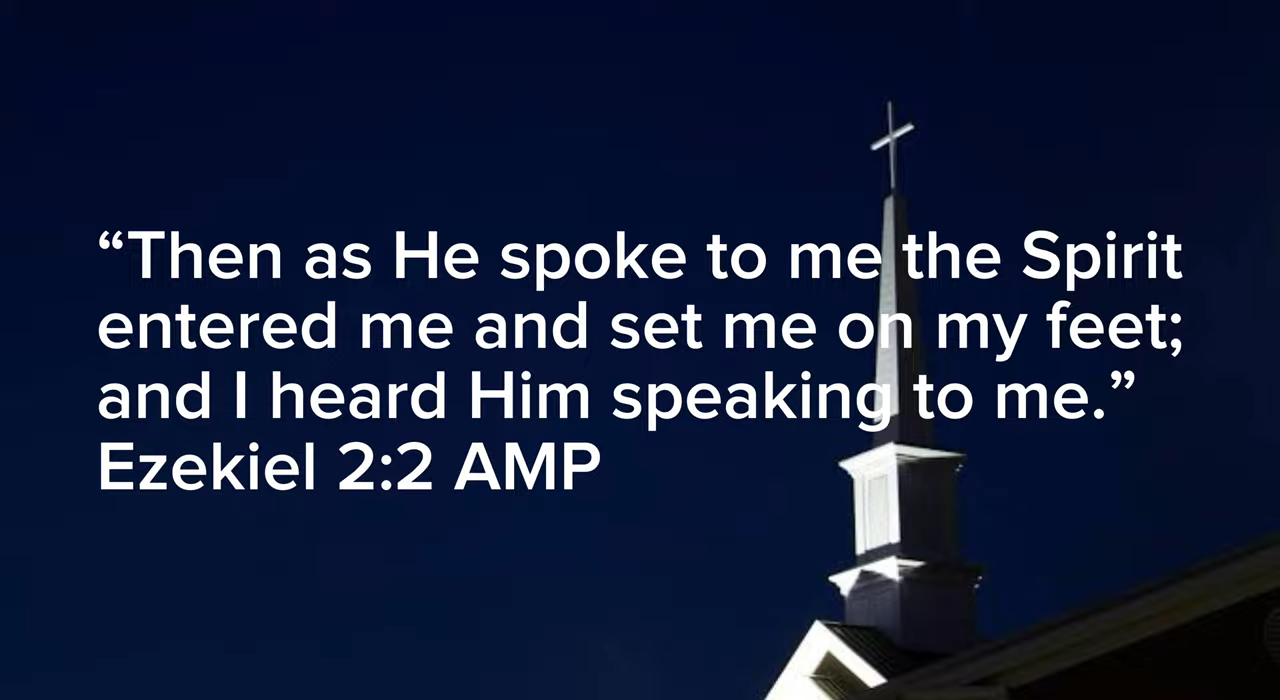 “Then as He spoke to me the Spirit
entered me and set me on my feet;
and I heard Him speaking to me.”
Ezekiel 2:2 AMP